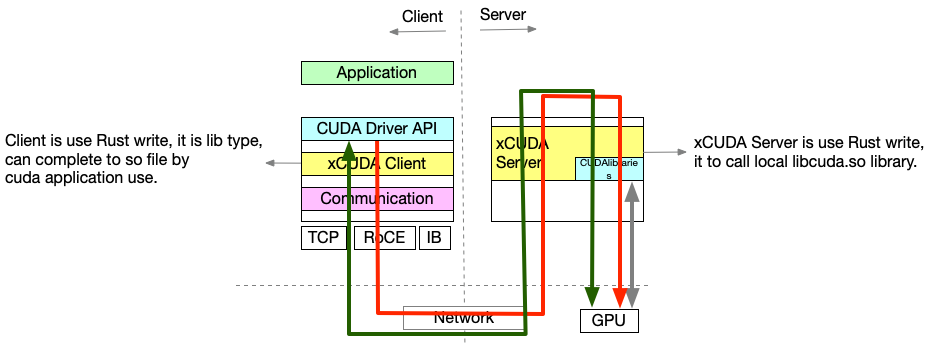 Client
Server
Application
CUDA Driver API
xCUDA Client
Communication
TCP
RoCE
IB
Client is use Rust write, it is lib type,
can complete to so file by
cuda application use.
xCUDA
Server
CUDAlibrarie
s
xCUDA Server is use Rust write,
it to call local libcuda.so library.
Network
GPU